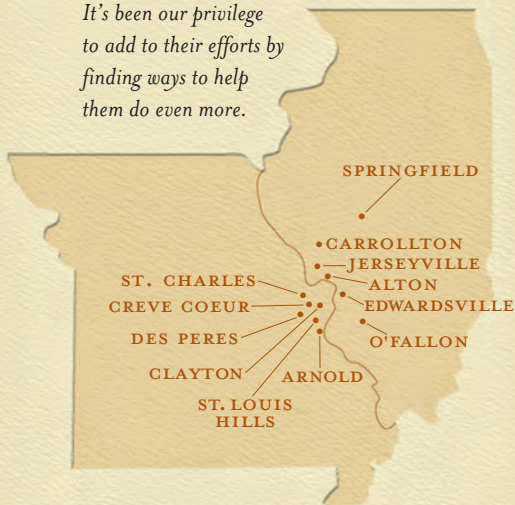 It's been our privilege
to add to their efforts by
finding ways to help
them do even more.
SPRINGFIELD
CARROLLTON
JERSEYVILLE
ALTON
EDWARDSVILLE
O'FALLON
ST. CHARLES
CREVE COEUR
DES PERES
CLAYTON
ARNOLD
ST. LOUIS
HILLS